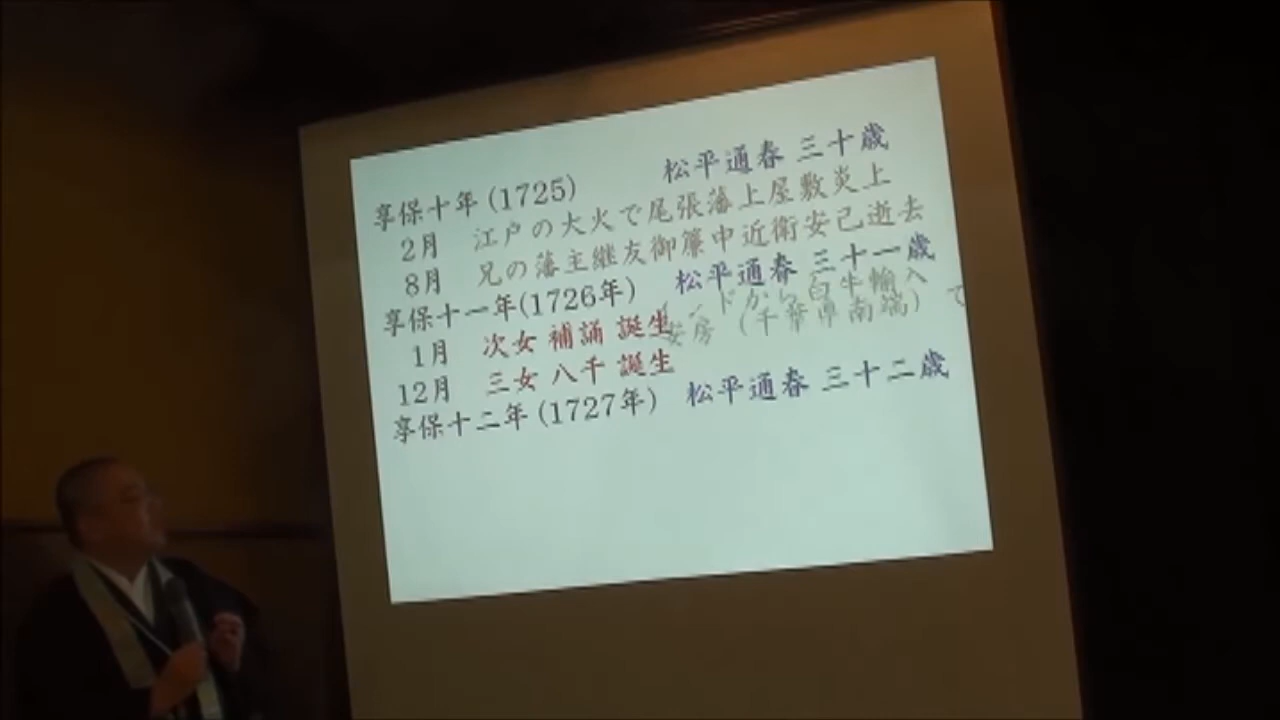 享保十年(1725) 松平通春 三十歳
2月 江戸の大火で尾張藩上屋敷炎上
8月 兄の藩主継友御簾中近衛安己逝去
享保十一年(1726年) 松平通春 三十一歳
ンドから白牛輸入
1月 次女 補誦 誕生 安房(千葉県南端)で
12月 三女 八千 誕生
享保十二年(1727年) 松平通春 三十二歳